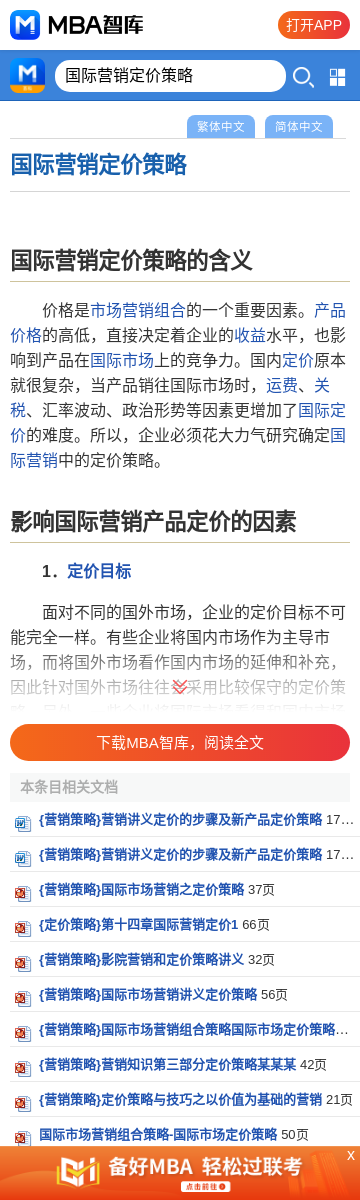 MBA智库
打开APP
国际营销定价策略
繁体中文 简体中文
国际营销定价策略
国际营销定价策略的含义
价格是市场营销组合的一个重要因素。产品
价格的高低，直接决定着企业的收益水平，也影
响到产品在国际市场上的竞争力。国内定价原本
就很复杂，当产品销往国际市场时，运费、关
税、汇率波动、政治形势等因素更增加了国际定
价的难度。所以，企业必须花大力气研究确定国
际营销中的定价策略。
影响国际营销产品定价的因素
1．定价目标
面对不同的国外市场，企业的定价目标不可
能完全一样。有些企业将国内市场作为主导市
场，而将国外市场看作国内市场的延伸和补充，
因此针对国外市场往往会采用比较保守的定价策
下载MBA智库，阅读全文
本条目相关文档
{营销策略}营销讲义定价的步骤及新产品定价策略 17...
{营销策略}营销讲义定价的步骤及新产品定价策略 17...
{营销策略}国际市场营销之定价策略 37页
{定价策略}第十四章国际营销定价1 66页
{营销策略}影院营销和定价策略讲义 32页
{营销策略}国际市场营销讲义定价策略 56页
{营销策略}国际市场营销组合策略国际市场定价策略...
{营销策略}营销知识第三部分定价策略某某某 42页
{营销策略}定价策略与技巧之以价值为基础的营销 21页
国际市场营销组合策略-国际市场定价策略 50页
备好MBA 轻松过联考
点击前往
X